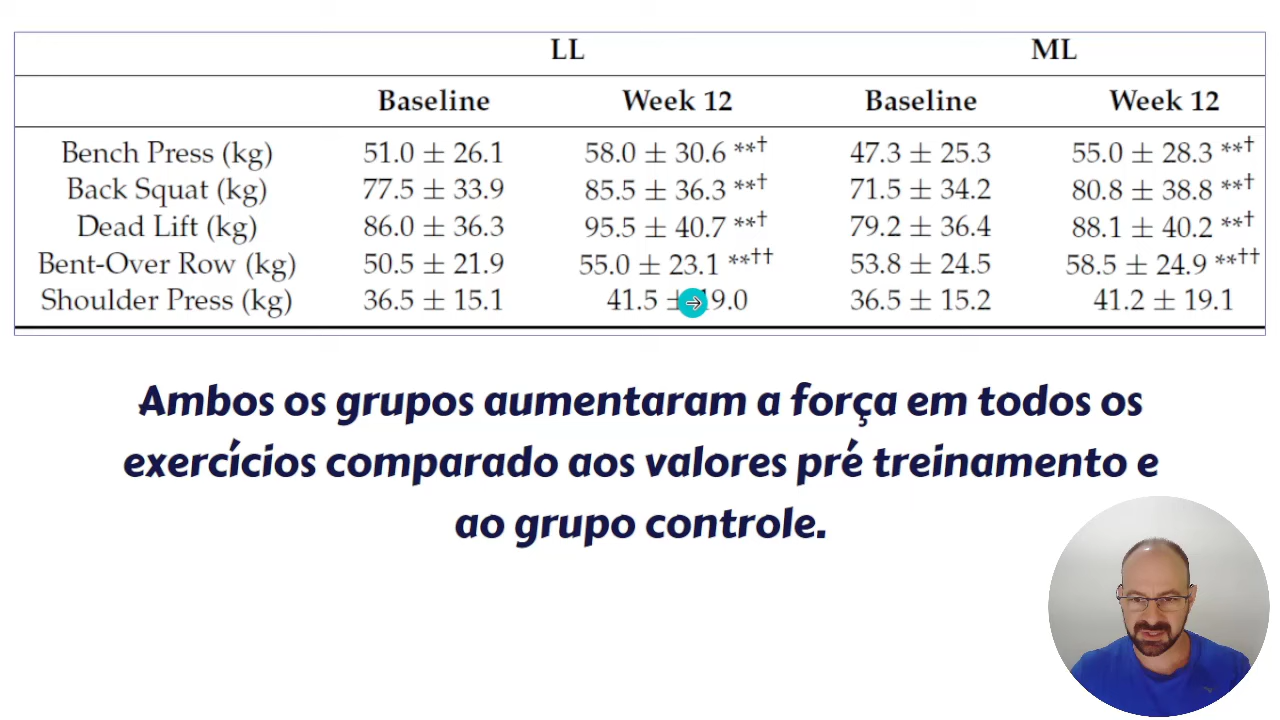 LL ML
Baseline Week 12 Baseline Week 12
Bench Press (kg) 51.0 ± 26.1 58.0 ± 30.6 **† 47.3 ± 25.3 55.0 ± 28.3 **†
Back Squat (kg) 77.5 ± 33.9 85.5 ± 36.3 **† 71.5 ± 34.2 80.8 ± 38.8 **†
Dead Lift (kg) 86.0 ± 36.3 95.5 ± 40.7 **† 79.2 ± 36.4 88.1 ± 40.2 **†
Bent-Over Row (kg) 50.5 ± 21.9 55.0 ± 23.1 **†† 53.8 ± 24.5 58.5 ± 24.9 **††
Shoulder Press (kg) 36.5 ± 15.1 41.5 ± 19.0 36.5 ± 15.2 41.2 ± 19.1
Ambos os grupos aumentaram a força em todos os
exercícios comparado aos valores pré treinamento e
ao grupo controle.